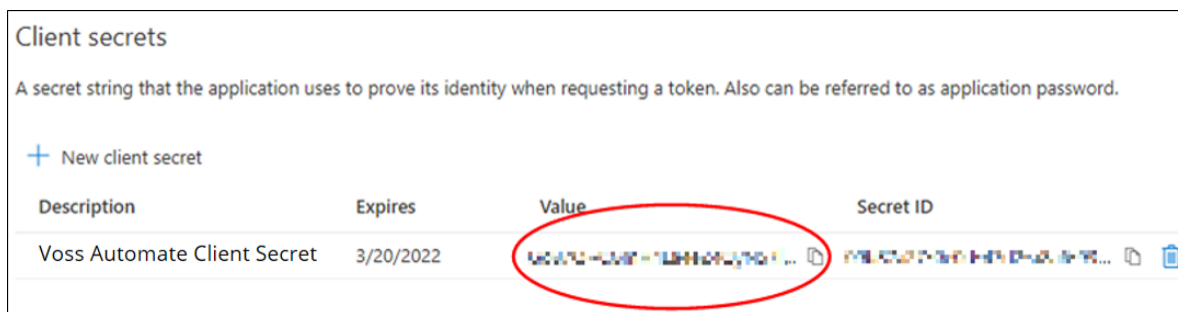 Client secrets
A secret string that the application uses to prove its identity when requesting a token. Also can be referred to as application password.
New client secret
Description Expires Value Secret ID
Voss Automate Client Secret 3/20/2022